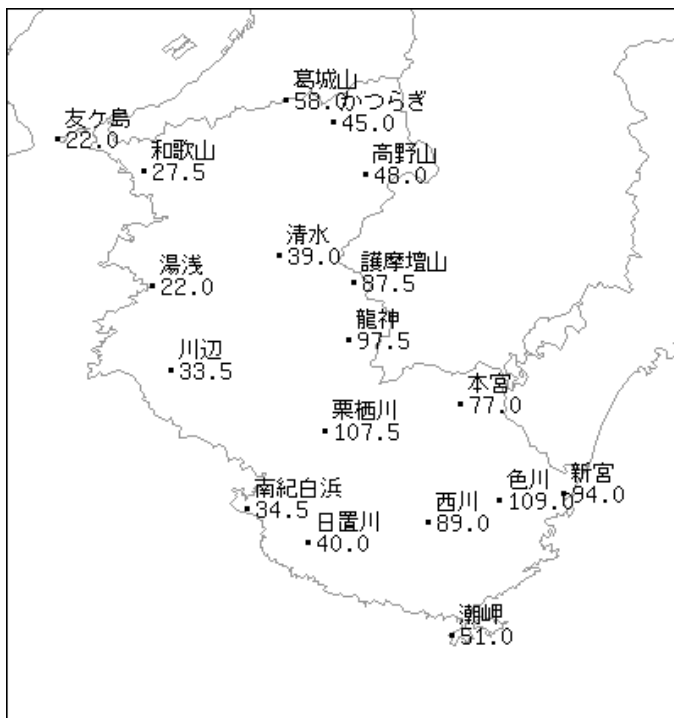 葛城山
58.0
かつらぎ
45.0
友ケ島
22.0
和歌山
27.5
高野山
48.0
清水
39.0
湯浅
22.0
護摩壇山
87.5
龍神
97.5
川辺
33.5
本宮
77.0
栗栖川
107.5
南紀白浜
34.5
日置川
40.0
西川
89.0
色川
109.0
新宮
94.0
潮岬
51.0